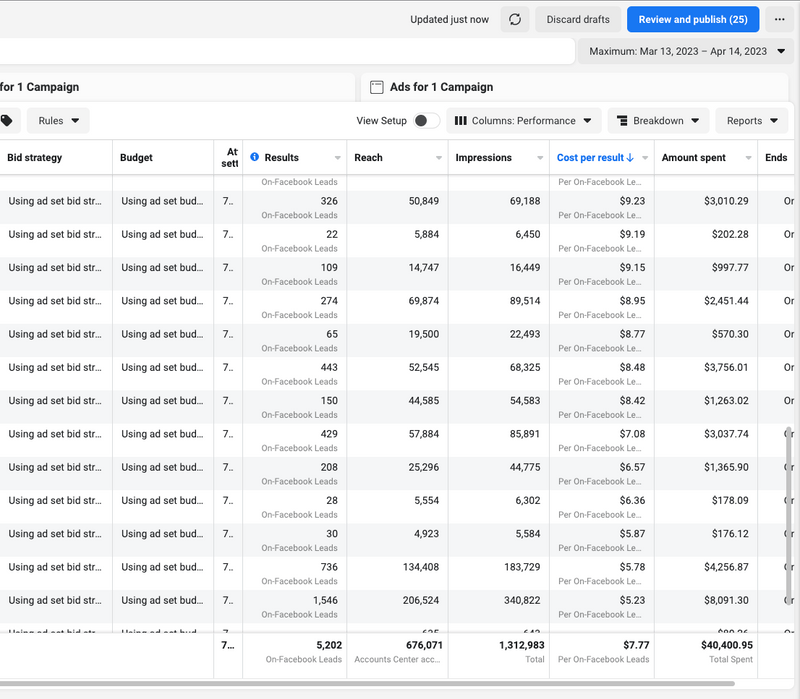 Updated just now Discard drafts Review and publish (25) ...
Maximum: Mar 13, 2023 – Apr 14, 2023
for 1 Campaign Ads for 1 Campaign
Rules View Setup Columns: Performance Breakdown Reports
Bid strategy Budget At sett Results Reach Impressions Cost per result ↓ Amount spent Ends
On-Facebook Leads Per On-Facebook Le...
Using ad set bid str... Using ad set bud... 7.. 326 50,849 69,188 $9.23 $3,010.29 Or
On-Facebook Leads Per On-Facebook Le...
Using ad set bid str... Using ad set bud... 7.. 22 5,884 6,450 $9.19 $202.28 Or
On-Facebook Leads Per On-Facebook Le...
Using ad set bid str... Using ad set bud... 7.. 109 14,747 16,449 $9.15 $997.77 Or
On-Facebook Leads Per On-Facebook Le...
Using ad set bid str... Using ad set bud... 7.. 274 69,874 89,514 $8.95 $2,451.44 Or
On-Facebook Leads Per On-Facebook Le...
Using ad set bid str... Using ad set bud... 7.. 65 19,500 22,493 $8.77 $570.30 Or
On-Facebook Leads Per On-Facebook Le...
Using ad set bid str... Using ad set bud... 7.. 443 52,545 68,325 $8.48 $3,756.01 Or
On-Facebook Leads Per On-Facebook Le...
Using ad set bid str... Using ad set bud... 7.. 150 44,585 54,583 $8.42 $1,263.02 Or
On-Facebook Leads Per On-Facebook Le...
Using ad set bid str... Using ad set bud... 7.. 429 57,884 85,891 $7.08 $3,037.74 Or
On-Facebook Leads Per On-Facebook Le...
Using ad set bid str... Using ad set bud... 7.. 208 25,296 44,775 $6.57 $1,365.90 Or
On-Facebook Leads Per On-Facebook Le...
Using ad set bid str... Using ad set bud... 7.. 28 5,554 6,302 $6.36 $178.09 Or
On-Facebook Leads Per On-Facebook Le...
Using ad set bid str... Using ad set bud... 7.. 30 4,923 5,584 $5.87 $176.12 Or
On-Facebook Leads Per On-Facebook Le...
Using ad set bid str... Using ad set bud... 7.. 736 134,408 183,729 $5.78 $4,256.87 Or
On-Facebook Leads Per On-Facebook Le...
Using ad set bid str... Using ad set bud... 7.. 1,546 206,524 340,822 $5.23 $8,091.30 Or
On-Facebook Leads Per On-Facebook Le...
7... 5,202 676,071 1,312,983 $7.77 $40,400.95
On-Facebook Leads Accounts Center acc... Total Per On-Facebook Leads Total Spent